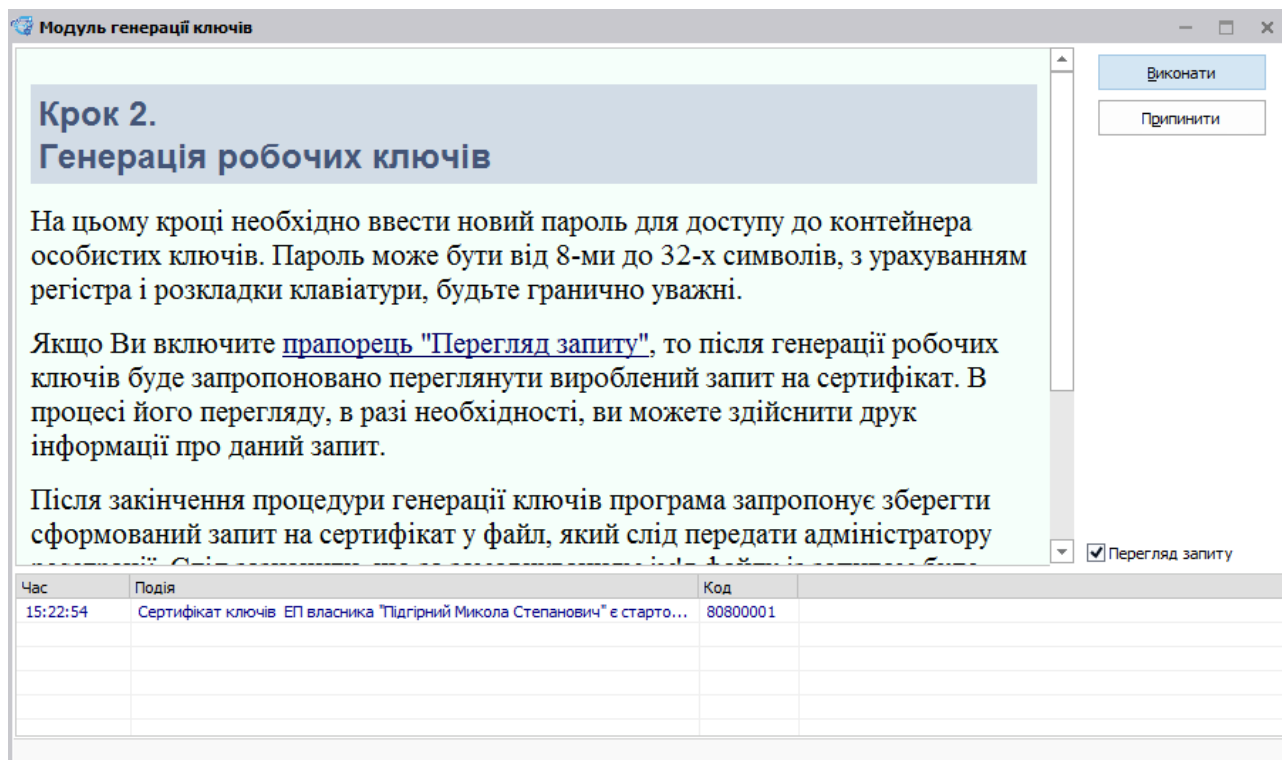 Модуль генерації ключів
Виконати
Припинити
Крок 2.
Генерація робочих ключів
На цьому кроці необхідно ввести новий пароль для доступу до контейнера
особистих ключів. Пароль може бути від 8-ми до 32-х символів, з урахуванням
регістра і розкладки клавіатури, будьте гранично уважні.
Якщо Ви включите прапорець "Перегляд запиту", то після генерації робочих
ключів буде запропоновано переглянути вироблений запит на сертифікат. В
процесі його перегляду, в разі необхідності, ви можете здійснити друк
інформації про даний запит.
Після закінчення процедури генерації ключів програма запропонує зберегти
сформований запит на сертифікат у файл, який слід передати адміністратору
Перегляд запиту
Час Подія Код
15:22:54 Сертифікат ключів ЕП власника "Підгірний Микола Степанович" є старто... 80800001